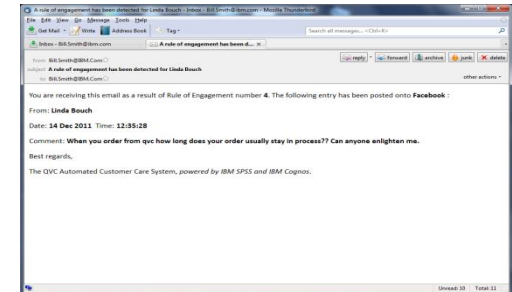 A rule of engagement has been detected for Linda Bouch - Inbox - Bill.Smith@ibm.com - Mozilla Thunderbird
File Edit View Go Message Tools Help
Get Mail Write Address Book Tag Search all messages... <Ctrl+K>
Inbox - Bill.Smith@ibm.com A rule of engagement has been d...
from Bill.Smith@IBM.Com reply forward archive junk delete
subject A rule of engagement has been detected for Linda Bouch
to Bill.Smith@IBM.Com other actions
You are receiving this email as a result of Rule of Engagement number 4. The following entry has been posted onto Facebook :
From: Linda Bouch
Date: 14 Dec 2011 Time: 12:35:28
Comment: When you order from qvc how long does your order usually stay in process?? Can anyone enlighten me.
Best regards,
The QVC Automated Customer Care System, powered by IBM SPSS and IBM Cognos.
Unread: 10 Total: 11